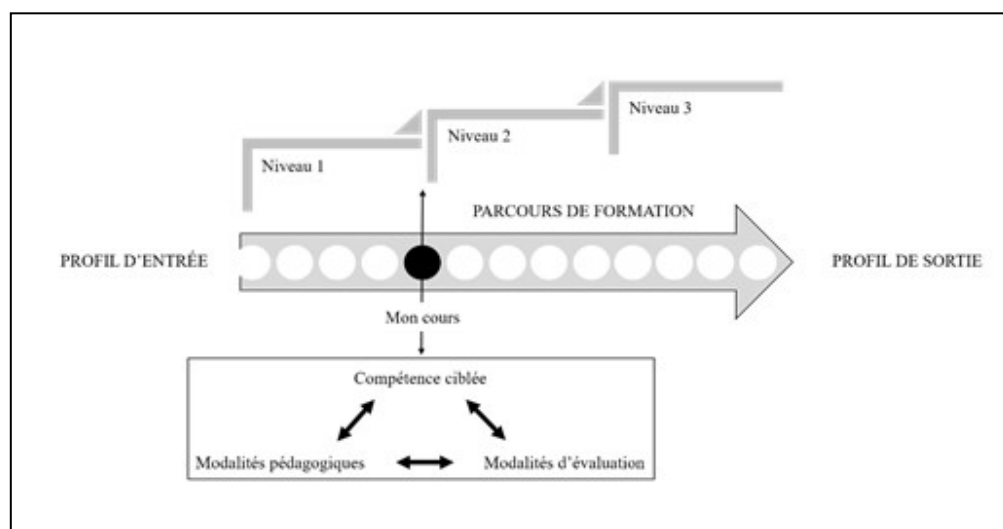 Niveau 3
Niveau 2
Niveau 1
PARCOURS DE FORMATION
PROFIL D'ENTRÉE
PROFIL DE SORTIE
Mon cours
Compétence ciblée
Modalités pédagogiques
Modalités d'évaluation